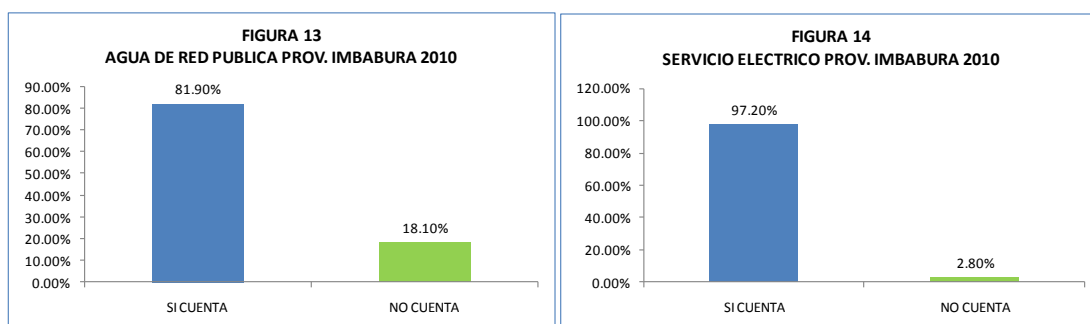 FIGURA 13
AGUA DE RED PUBLICA PROV. IMBABURA 2010
90.00%
80.00%
70.00%
60.00%
50.00%
40.00%
30.00%
20.00%
10.00%
0.00%
81.90%
18.10%
SI CUENTA
NO CUENTA
FIGURA 14
SERVICIO ELECTRICO PROV. IMBABURA 2010
120.00%
100.00%
80.00%
60.00%
40.00%
20.00%
0.00%
97.20%
2.80%
SI CUENTA
NO CUENTA